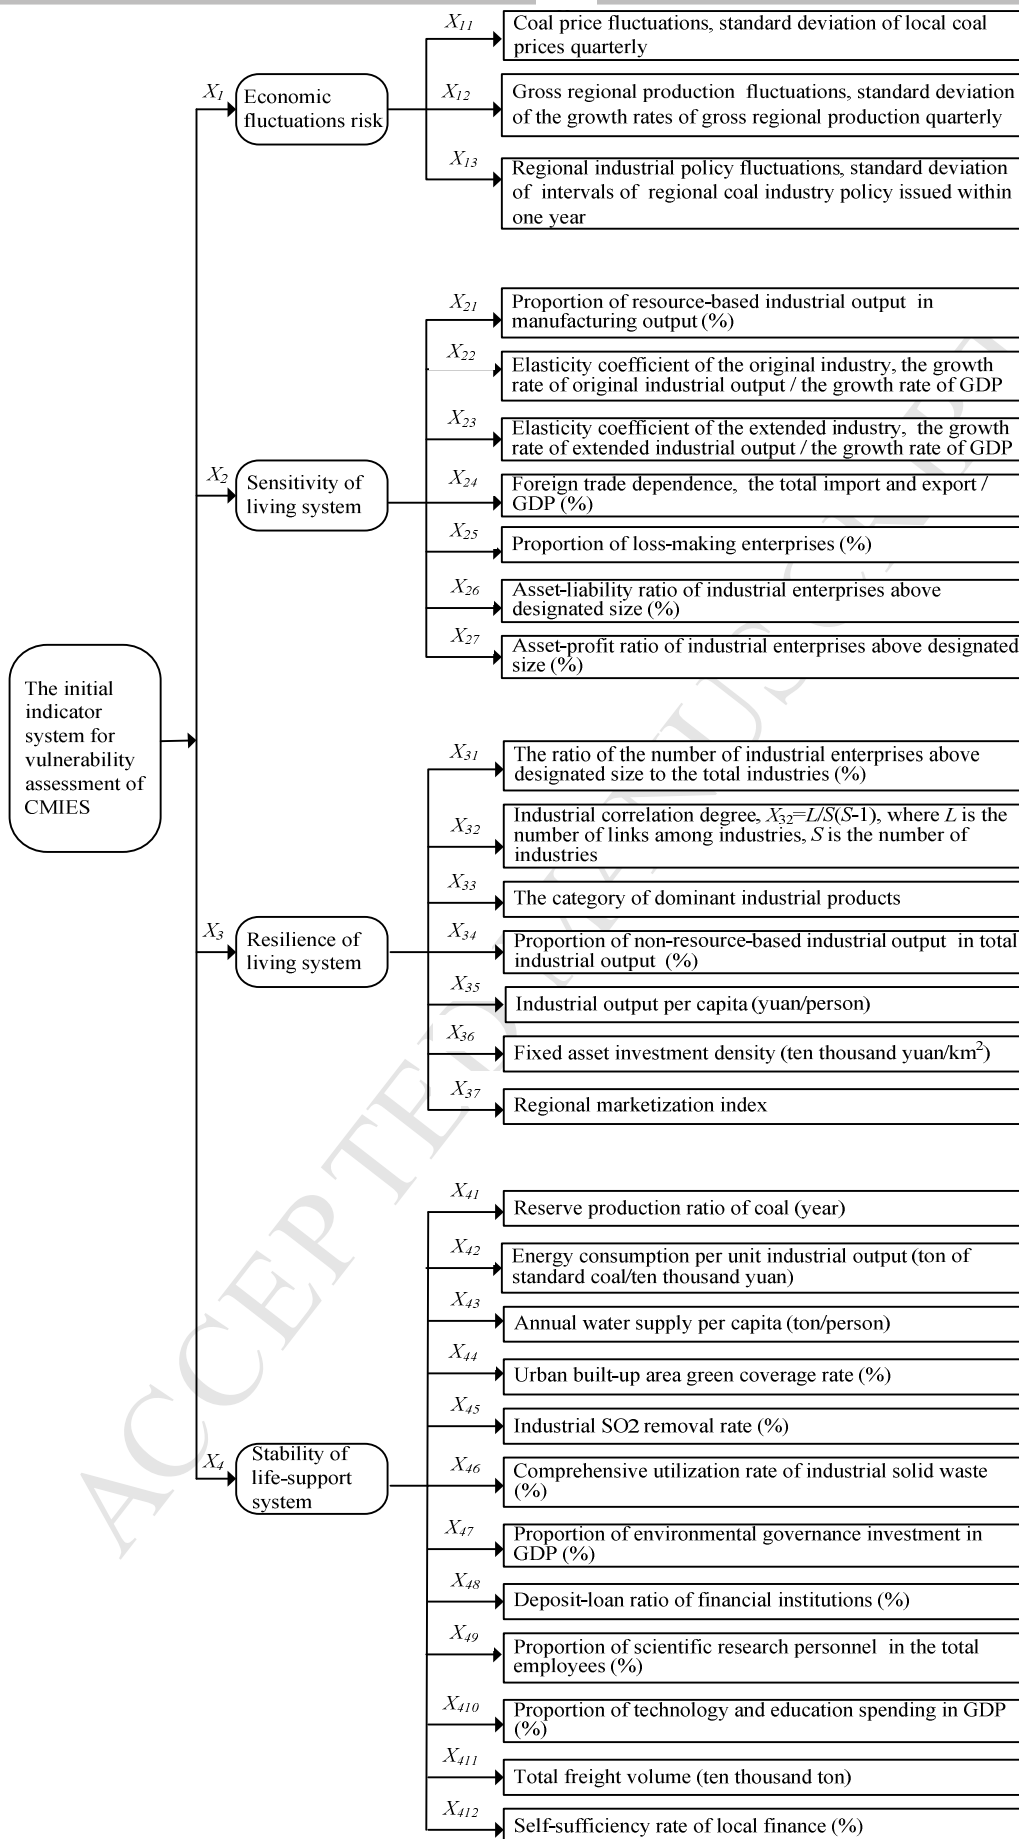 X11
Coal price fluctuations, standard deviation of local coal
prices quarterly
X1
Economic
fluctuations risk
X12
Gross regional production fluctuations, standard deviation
of the growth rates of gross regional production quarterly
X13
Regional industrial policy fluctuations, standard deviation
of intervals of regional coal industry policy issued within
one year
X21
Proportion of resource-based industrial output in
manufacturing output (%)
X22
Elasticity coefficient of the original industry, the growth
rate of original industrial output / the growth rate of GDP
X23
Elasticity coefficient of the extended industry, the growth
rate of extended industrial output / the growth rate of GDP
X2
Sensitivity of
living system
X24
Foreign trade dependence, the total import and export /
GDP (%)
X25
Proportion of loss-making enterprises (%)
X26
Asset-liability ratio of industrial enterprises above
designated size (%)
X27
Asset-profit ratio of industrial enterprises above designated
size (%)
The initial
indicator
system for
vulnerability
assessment of
CMIES
X31
The ratio of the number of industrial enterprises above
designated size to the total industries (%)
X32
Industrial correlation degree, X32=L/S(S-1), where L is the
number of links among industries, S is the number of
industries
X33
The category of dominant industrial products
X3
Resilience of
living system
X34
Proportion of non-resource-based industrial output in total
industrial output (%)
X35
Industrial output per capita (yuan/person)
X36
Fixed asset investment density (ten thousand yuan/km²)
X37
Regional marketization index
X41
Reserve production ratio of coal (year)
X42
Energy consumption per unit industrial output (ton of
standard coal/ten thousand yuan)
X43
Annual water supply per capita (ton/person)
X44
Urban built-up area green coverage rate (%)
X45
Industrial SO2 removal rate (%)
X4
Stability of
life-support
system
X46
Comprehensive utilization rate of industrial solid waste
(%)
X47
Proportion of environmental governance investment in
GDP (%)
X48
Deposit-loan ratio of financial institutions (%)
X49
Proportion of scientific research personnel in the total
employees (%)
X410
Proportion of technology and education spending in GDP
(%)
X411
Total freight volume (ten thousand ton)
X412
Self-sufficiency rate of local finance (%)
ACCEPTED MANUSCRIPT